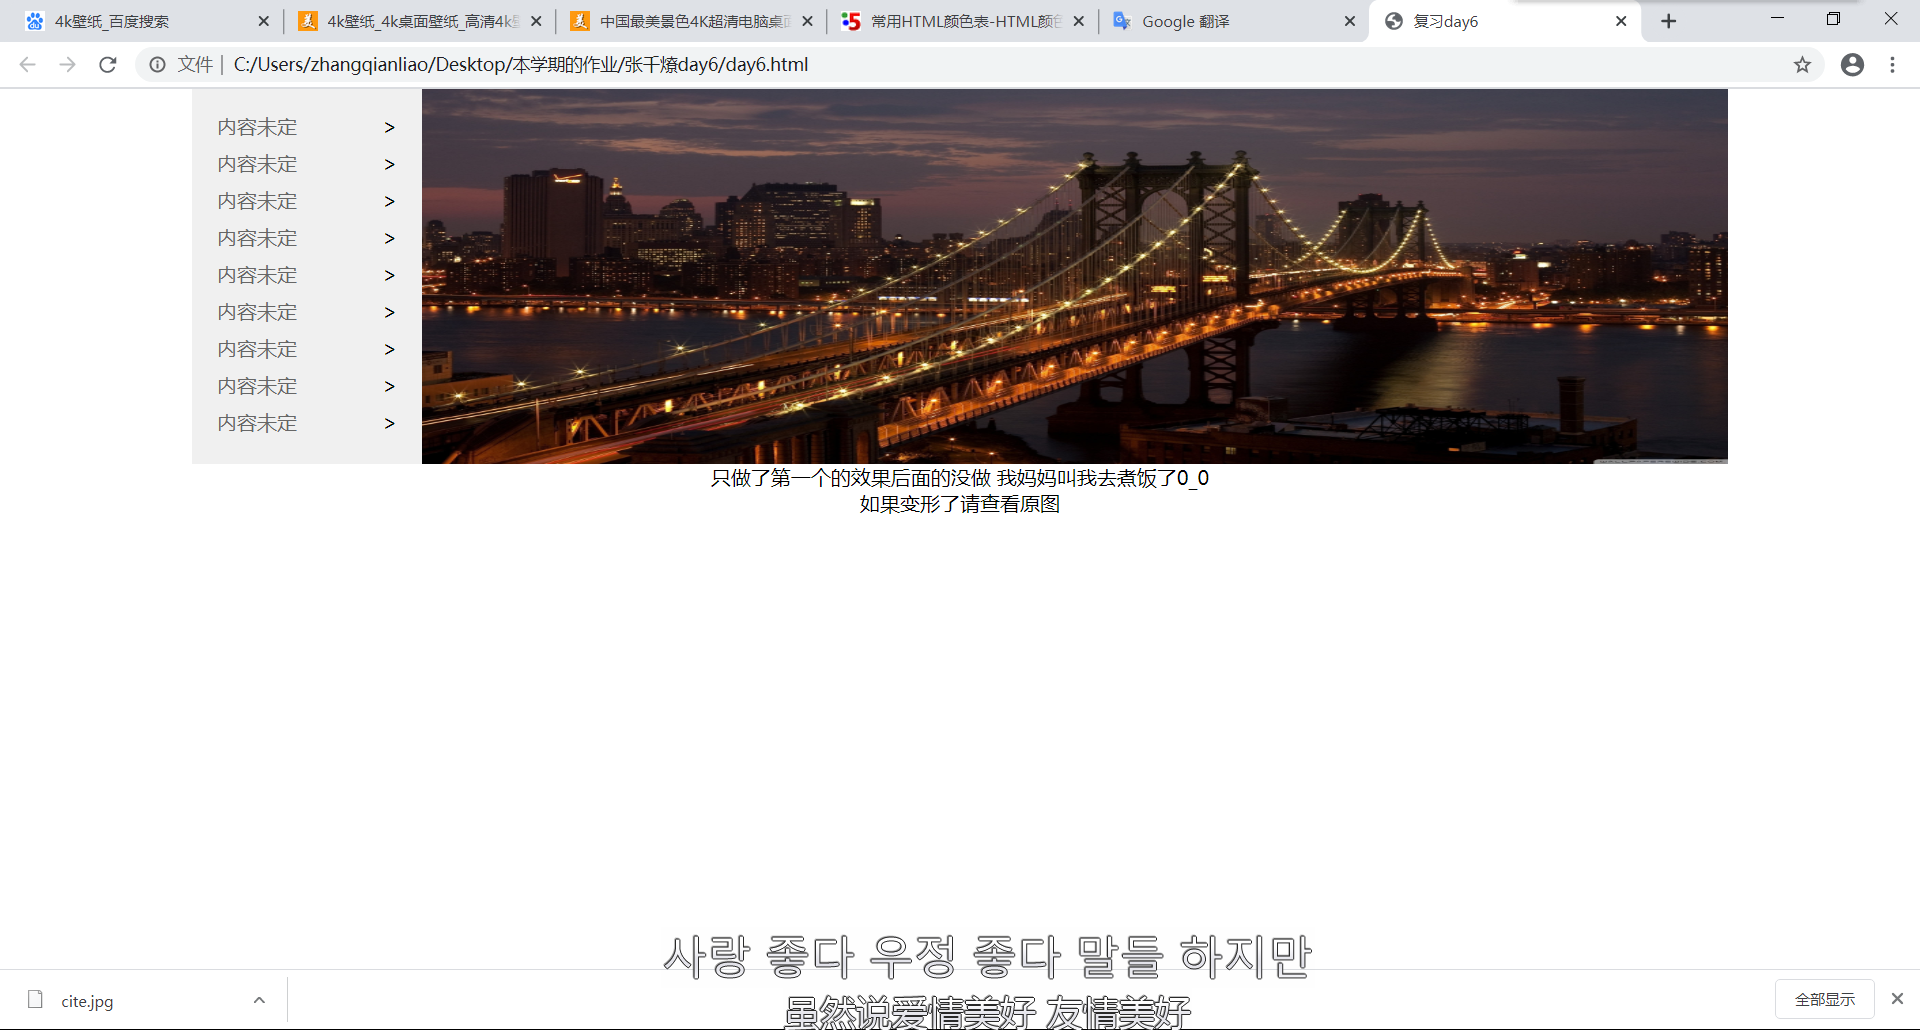 4k壁纸_百度搜索
4k壁纸_4k桌面壁纸_高清4k
中国最美景色4K超清电脑桌
常用HTML颜色表-HTML颜
Google 翻译
复习day6
文件 | C:/Users/zhangqianliao/Desktop/本学期的作业/张千燎day6/day6.html
内容未定 >
内容未定 >
内容未定 >
内容未定 >
内容未定 >
内容未定 >
内容未定 >
内容未定 >
内容未定 >
只做了第一个的效果后面的没做 我妈妈叫我去煮饭了0_0
如果变形了请查看原图
사랑 좋다 우정 좋다 말들 하지만
cite.jpg
全部显示
虽然说爱情美好 友情美好